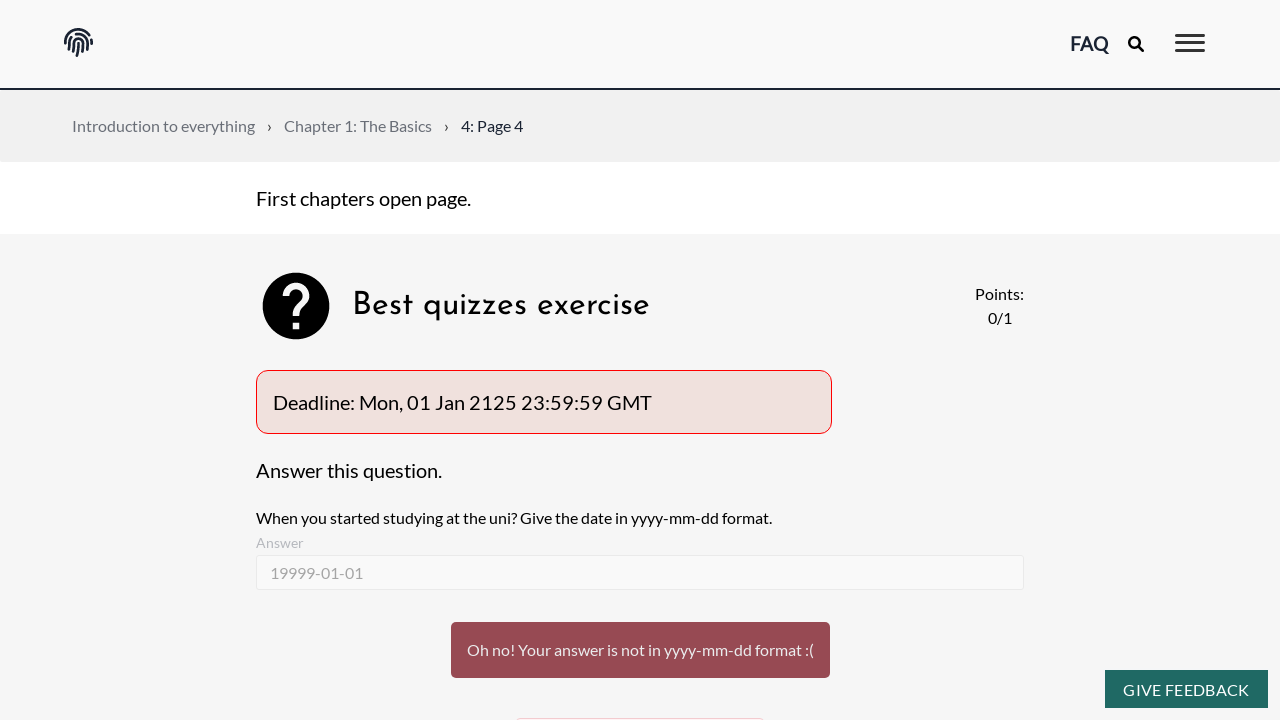 FAQ
Introduction to everything › Chapter 1: The Basics › 4: Page 4
First chapters open page.
Best quizzes exercise
Points:
0/1
Deadline: Mon, 01 Jan 2125 23:59:59 GMT
Answer this question.
When you started studying at the uni? Give the date in yyyy-mm-dd format.
Answer
19999-01-01
Oh no! Your answer is not in yyyy-mm-dd format :(
GIVE FEEDBACK